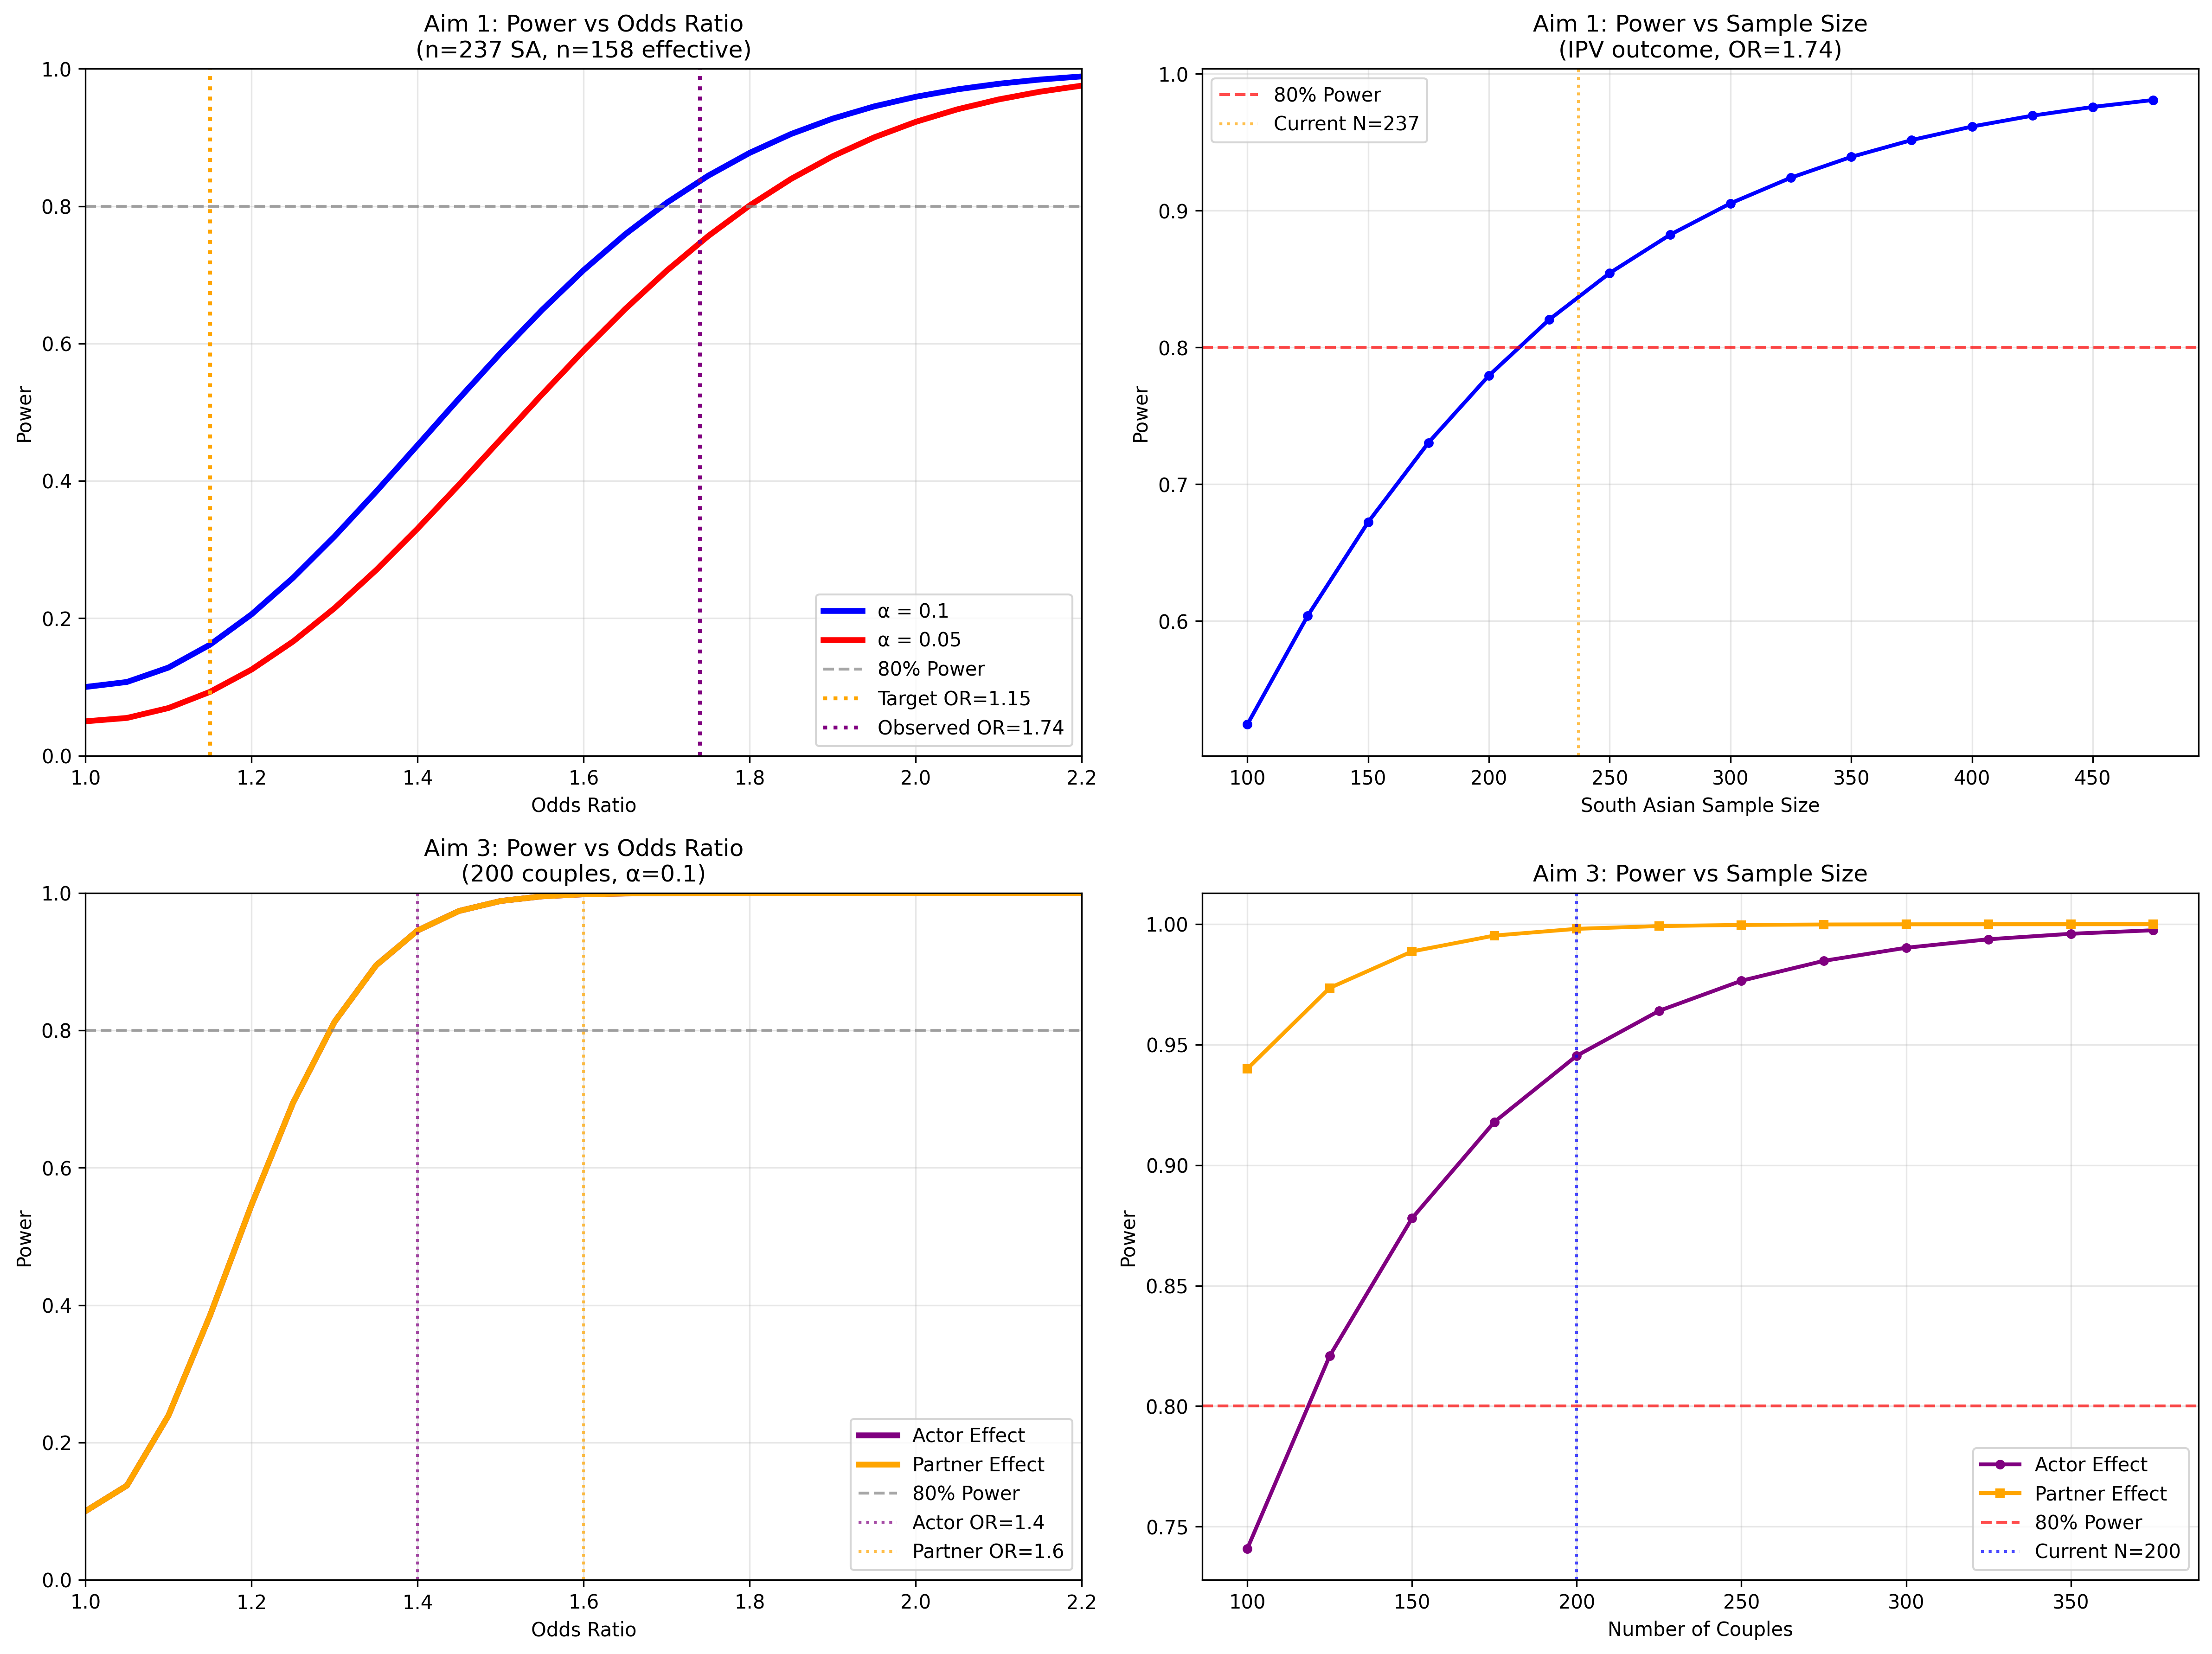 Aim 1: Power vs Odds Ratio
(n=237 SA, n=158 effective)
1.0
0.8
0.6
0.4
0.2
0.0
Power
1.0 1.2 1.4 1.6 1.8 2.0 2.2
Odds Ratio
α = 0.1
α = 0.05
80% Power
Target OR=1.15
Observed OR=1.74
Aim 1: Power vs Sample Size
(IPV outcome, OR=1.74)
80% Power
Current N=237
1.0
0.9
0.8
0.7
0.6
Power
100 150 200 250 300 350 400 450
South Asian Sample Size
Aim 3: Power vs Odds Ratio
(200 couples, α=0.1)
1.0
0.8
0.6
0.4
0.2
0.0
Power
1.0 1.2 1.4 1.6 1.8 2.0 2.2
Odds Ratio
Actor Effect
Partner Effect
80% Power
Actor OR=1.4
Partner OR=1.6
Aim 3: Power vs Sample Size
1.00
0.95
0.90
0.85
0.80
0.75
Power
100 150 200 250 300 350
Number of Couples
Actor Effect
Partner Effect
80% Power
Current N=200